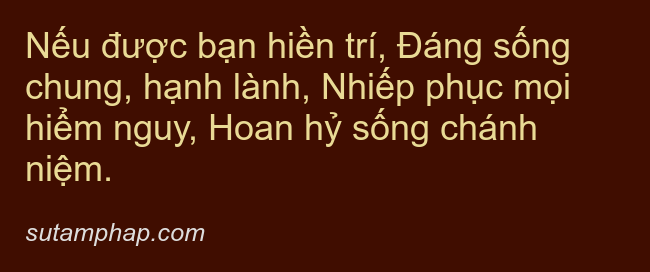 Nếu được bạn hiền trí, Đáng sống
chung, hạnh lành, Nhiếp phục mọi
hiểm nguy, Hoan hỷ sống chánh
niệm.
sutamphap.com